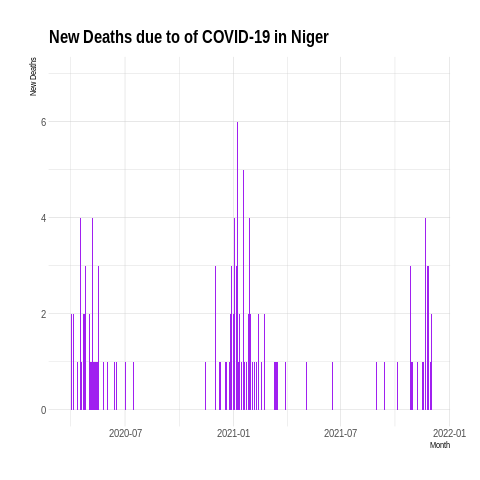 New Deaths due to of COVID-19 in Niger
New Deaths
6
4
2
0
2020-07 2021-01 2021-07 2022-01
Month